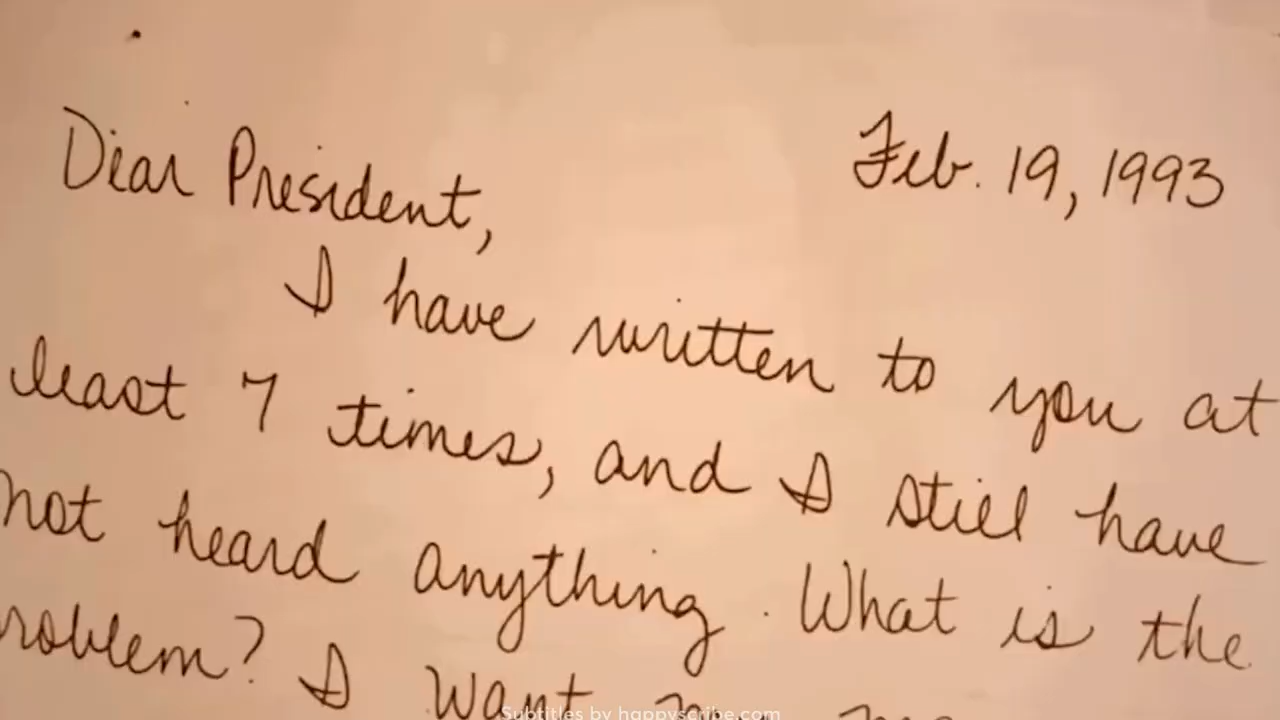 Feb. 19, 1993
Dear President,
I have written to you at
least 7 times, and I still have
not heard anything. What is the
problem? I want
Subtitles by happyscribe.com